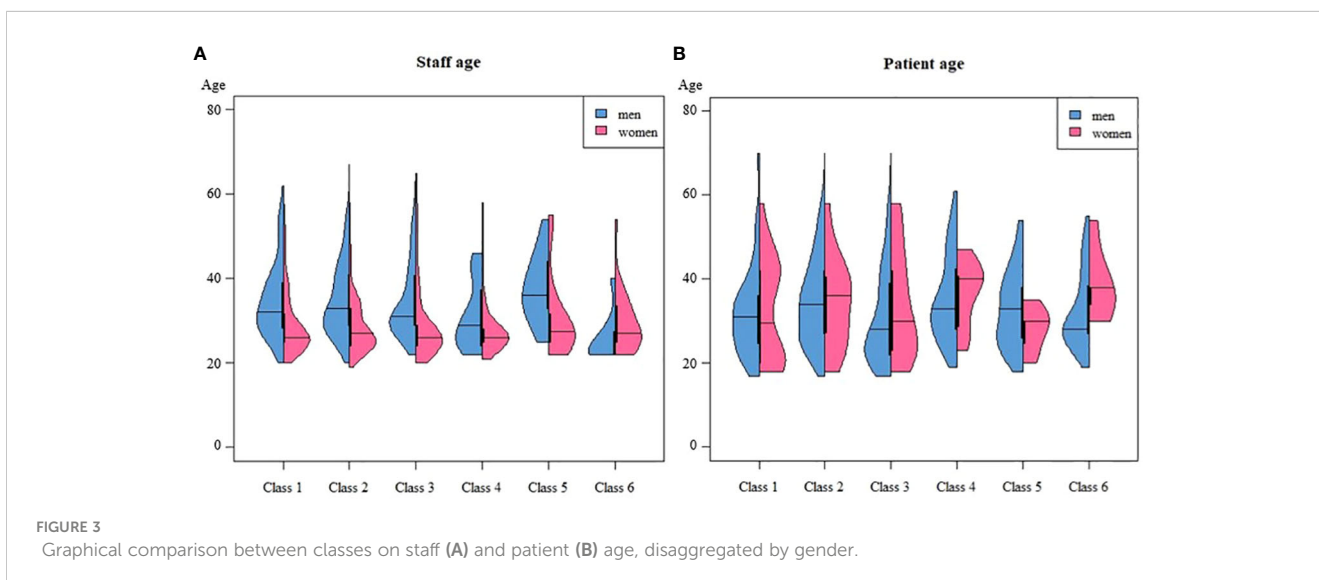 A
Staff age
Age
80
60
40
20
0
men
women
Class 1 Class 2 Class 3 Class 4 Class 5 Class 6
B
Patient age
Age
80
60
40
20
0
men
women
Class 1 Class 2 Class 3 Class 4 Class 5 Class 6
FIGURE 3
Graphical comparison between classes on staff (A) and patient (B) age, disaggregated by gender.